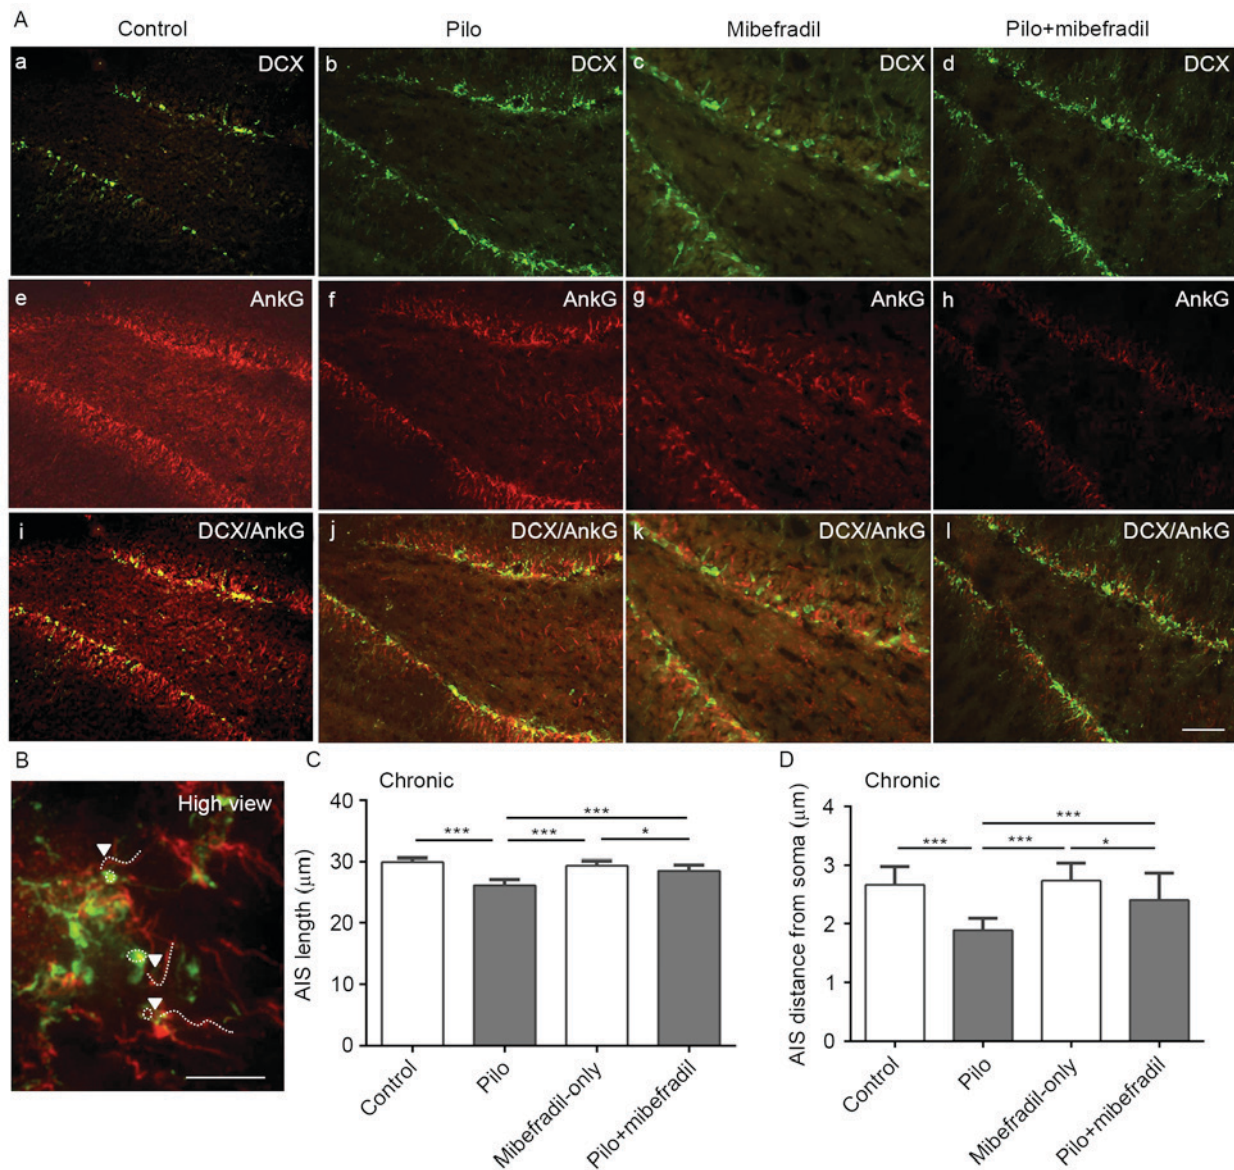 A
Control Pilo Mibefradil Pilo+mibefradil
a DCX b DCX c DCX d DCX
e AnkG f AnkG g AnkG h AnkG
i DCX/AnkG j DCX/AnkG k DCX/AnkG l DCX/AnkG
B
High view
C
Chronic
AIS length (μm)
40
30
20
10
0
*** *** *** *
Control Pilo Mibefradil-only Pilo+mibefradil
D
Chronic
AIS distance from soma (μm)
4
3
2
1
0
*** *** *** *
Control Pilo Mibefradil-only Pilo+mibefradil